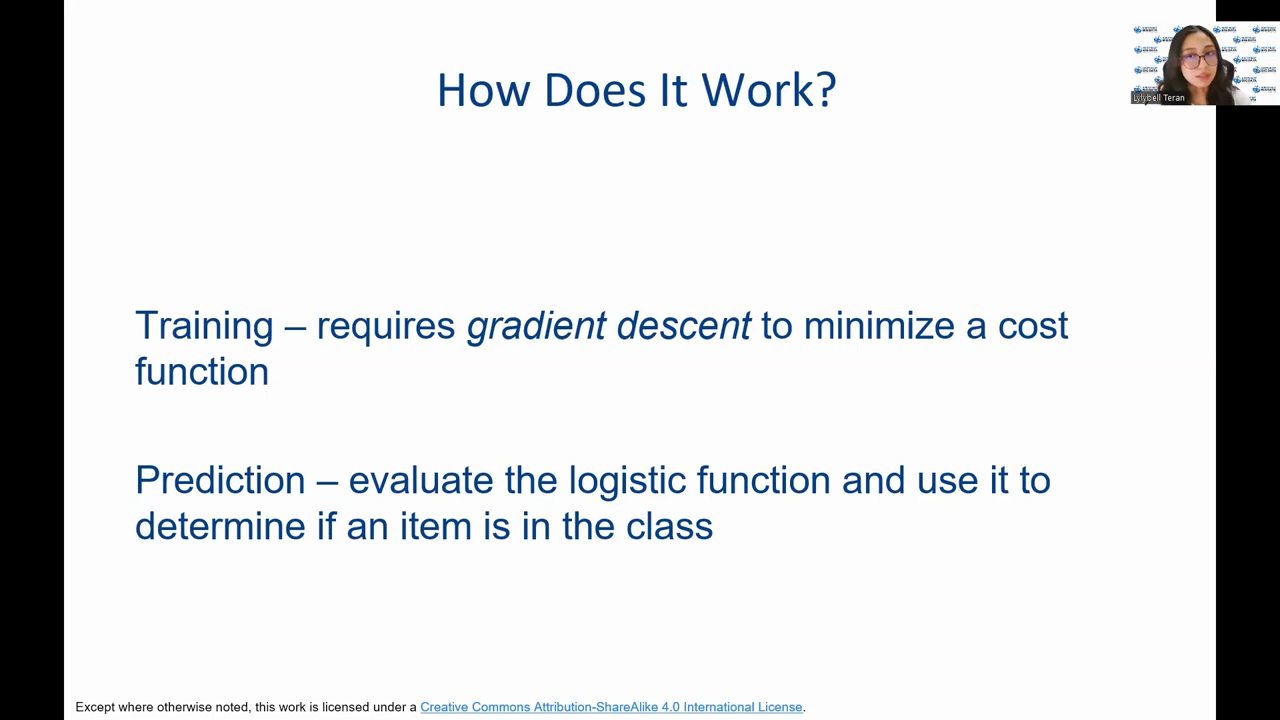 How Does It Work?
Lylybell Teran
Training – requires gradient descent to minimize a cost
function
Prediction – evaluate the logistic function and use it to
determine if an item is in the class
Except where otherwise noted, this work is licensed under a Creative Commons Attribution-ShareAlike 4.0 International License.